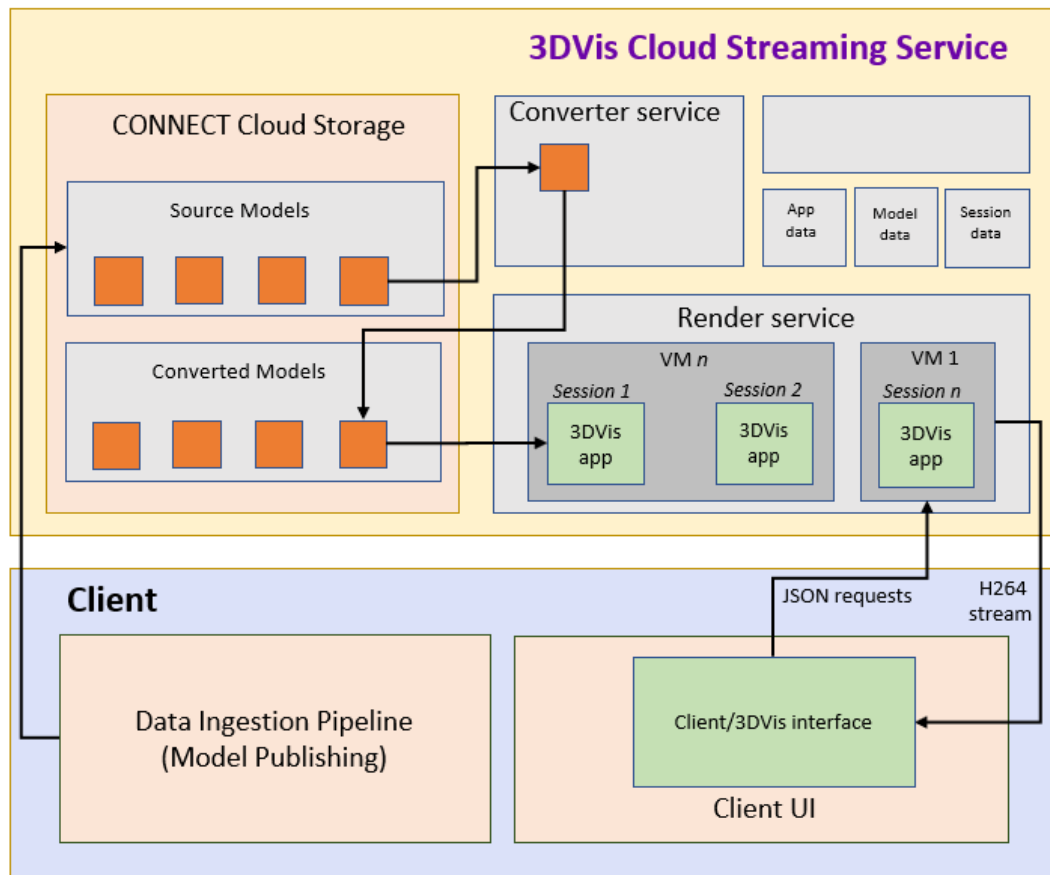 3DVis Cloud Streaming Service
CONNECT Cloud Storage
Source Models
Converted Models
Converter service
App
data
Model
data
Session
data
Render service
VM n
Session 1
3DVis
app
Session 2
3DVis
app
VM 1
Session n
3DVis
app
Client
JSON requests
H264
stream
Data Ingestion Pipeline
(Model Publishing)
Client/3DVis interface
Client UI